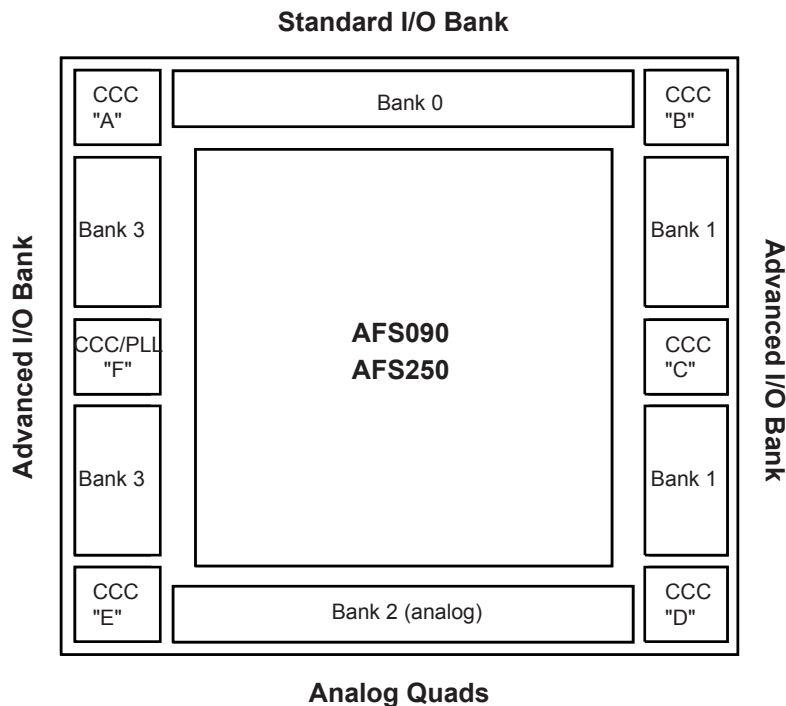 Standard I/O Bank
CCC
"A"
Bank 0
CCC
"B"
Bank 3
Bank 1
Advanced I/O Bank
Advanced I/O Bank
CCC/PLL
"F"
AFS090
AFS250
CCC
"C"
Bank 3
Bank 1
CCC
"E"
Bank 2 (analog)
CCC
"D"
Analog Quads